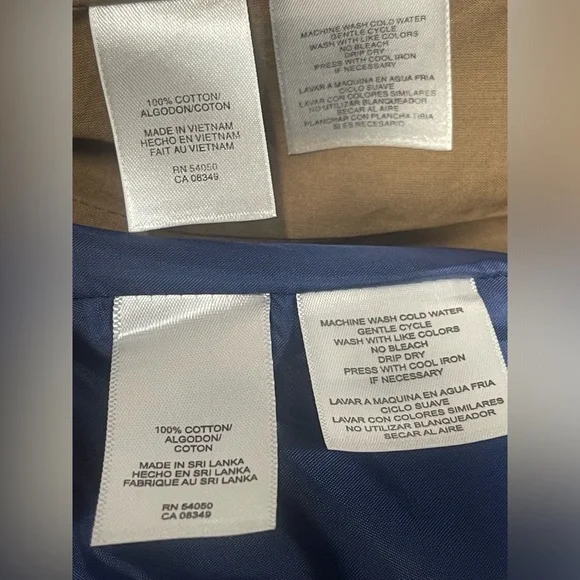 100% COTTON/
ALGODON/COTON
MADE IN VIETNAM
HECHO EN VIETNAM
FAIT AU VIETNAM
RN 54050
CA 08349
MACHINE WASH COLD WATER
GENTLE CYCLE
WASH WITH LIKE COLORS
NO BLEACH
DRIP DRY
PRESS WITH COOL IRON
IF NECESSARY
LAVAR A MAQUINA EN AGUA FRIA
CICLO SUAVE
LAVAR CON COLORES SIMILARES
NO UTILIZAR BLANQUEADOR
SECAR AL AIRE
PLANCHAR CON PLANCHA TIBIA
SI ES NECESARIO
100% COTTON/
ALGODON/
COTON
MADE IN SRI LANKA
HECHO EN SRI LANKA
FABRIQUE AU SRI LANKA
RN 54050
CA 08349
MACHINE WASH COLD WATER
GENTLE CYCLE
WASH WITH LIKE COLORS
NO BLEACH
DRIP DRY
PRESS WITH COOL IRON
IF NECESSARY
LAVAR A MAQUINA EN AGUA FRIA
CICLO SUAVE
LAVAR CON COLORES SIMILARES
NO UTILIZAR BLANQUEADOR
SECAR AL AIRE